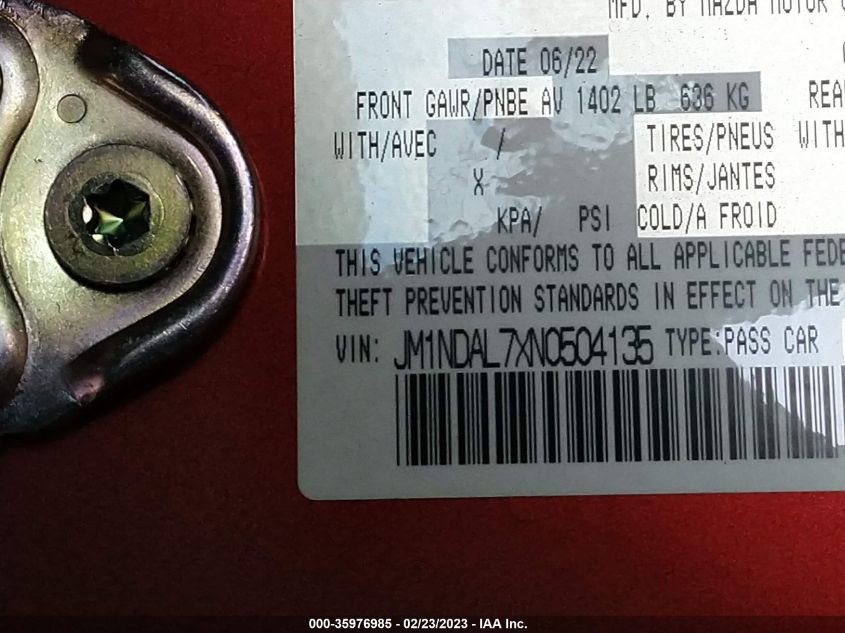 MFD. BY MAZDA MOTOR
DATE 06/22
FRONT GAWR/PNBE AV 1402 LB 636 KG
WITH/AVEC / TIRES/PNEUS WITH
X RIMS/JANTES
KPA/ PSI COLD/A FROID
THIS VEHICLE CONFORMS TO ALL APPLICABLE
THEFT PREVENTION STANDARDS IN EFFECT ON THE
VIN: JM1NDAL7XN0504135 TYPE:PASS CAR
000-35976985 - 02/23/2023 - IAA Inc.